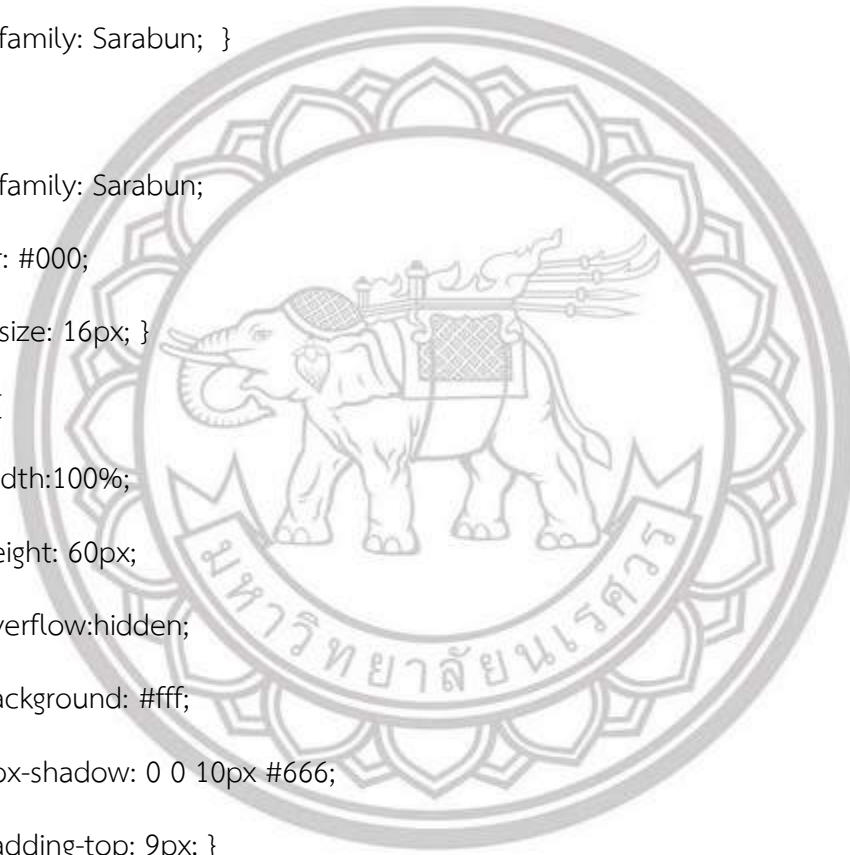 family: Sarabun; }
family: Sarabun;
r: #000;
size: 16px; }
{
dth:100%;
eight: 60px;
verflow:hidden;
ackground: #fff;
ox-shadow: 0 0 10px #666;
adding-top: 9px; }
มหาวิทยาลัยนเรศวร